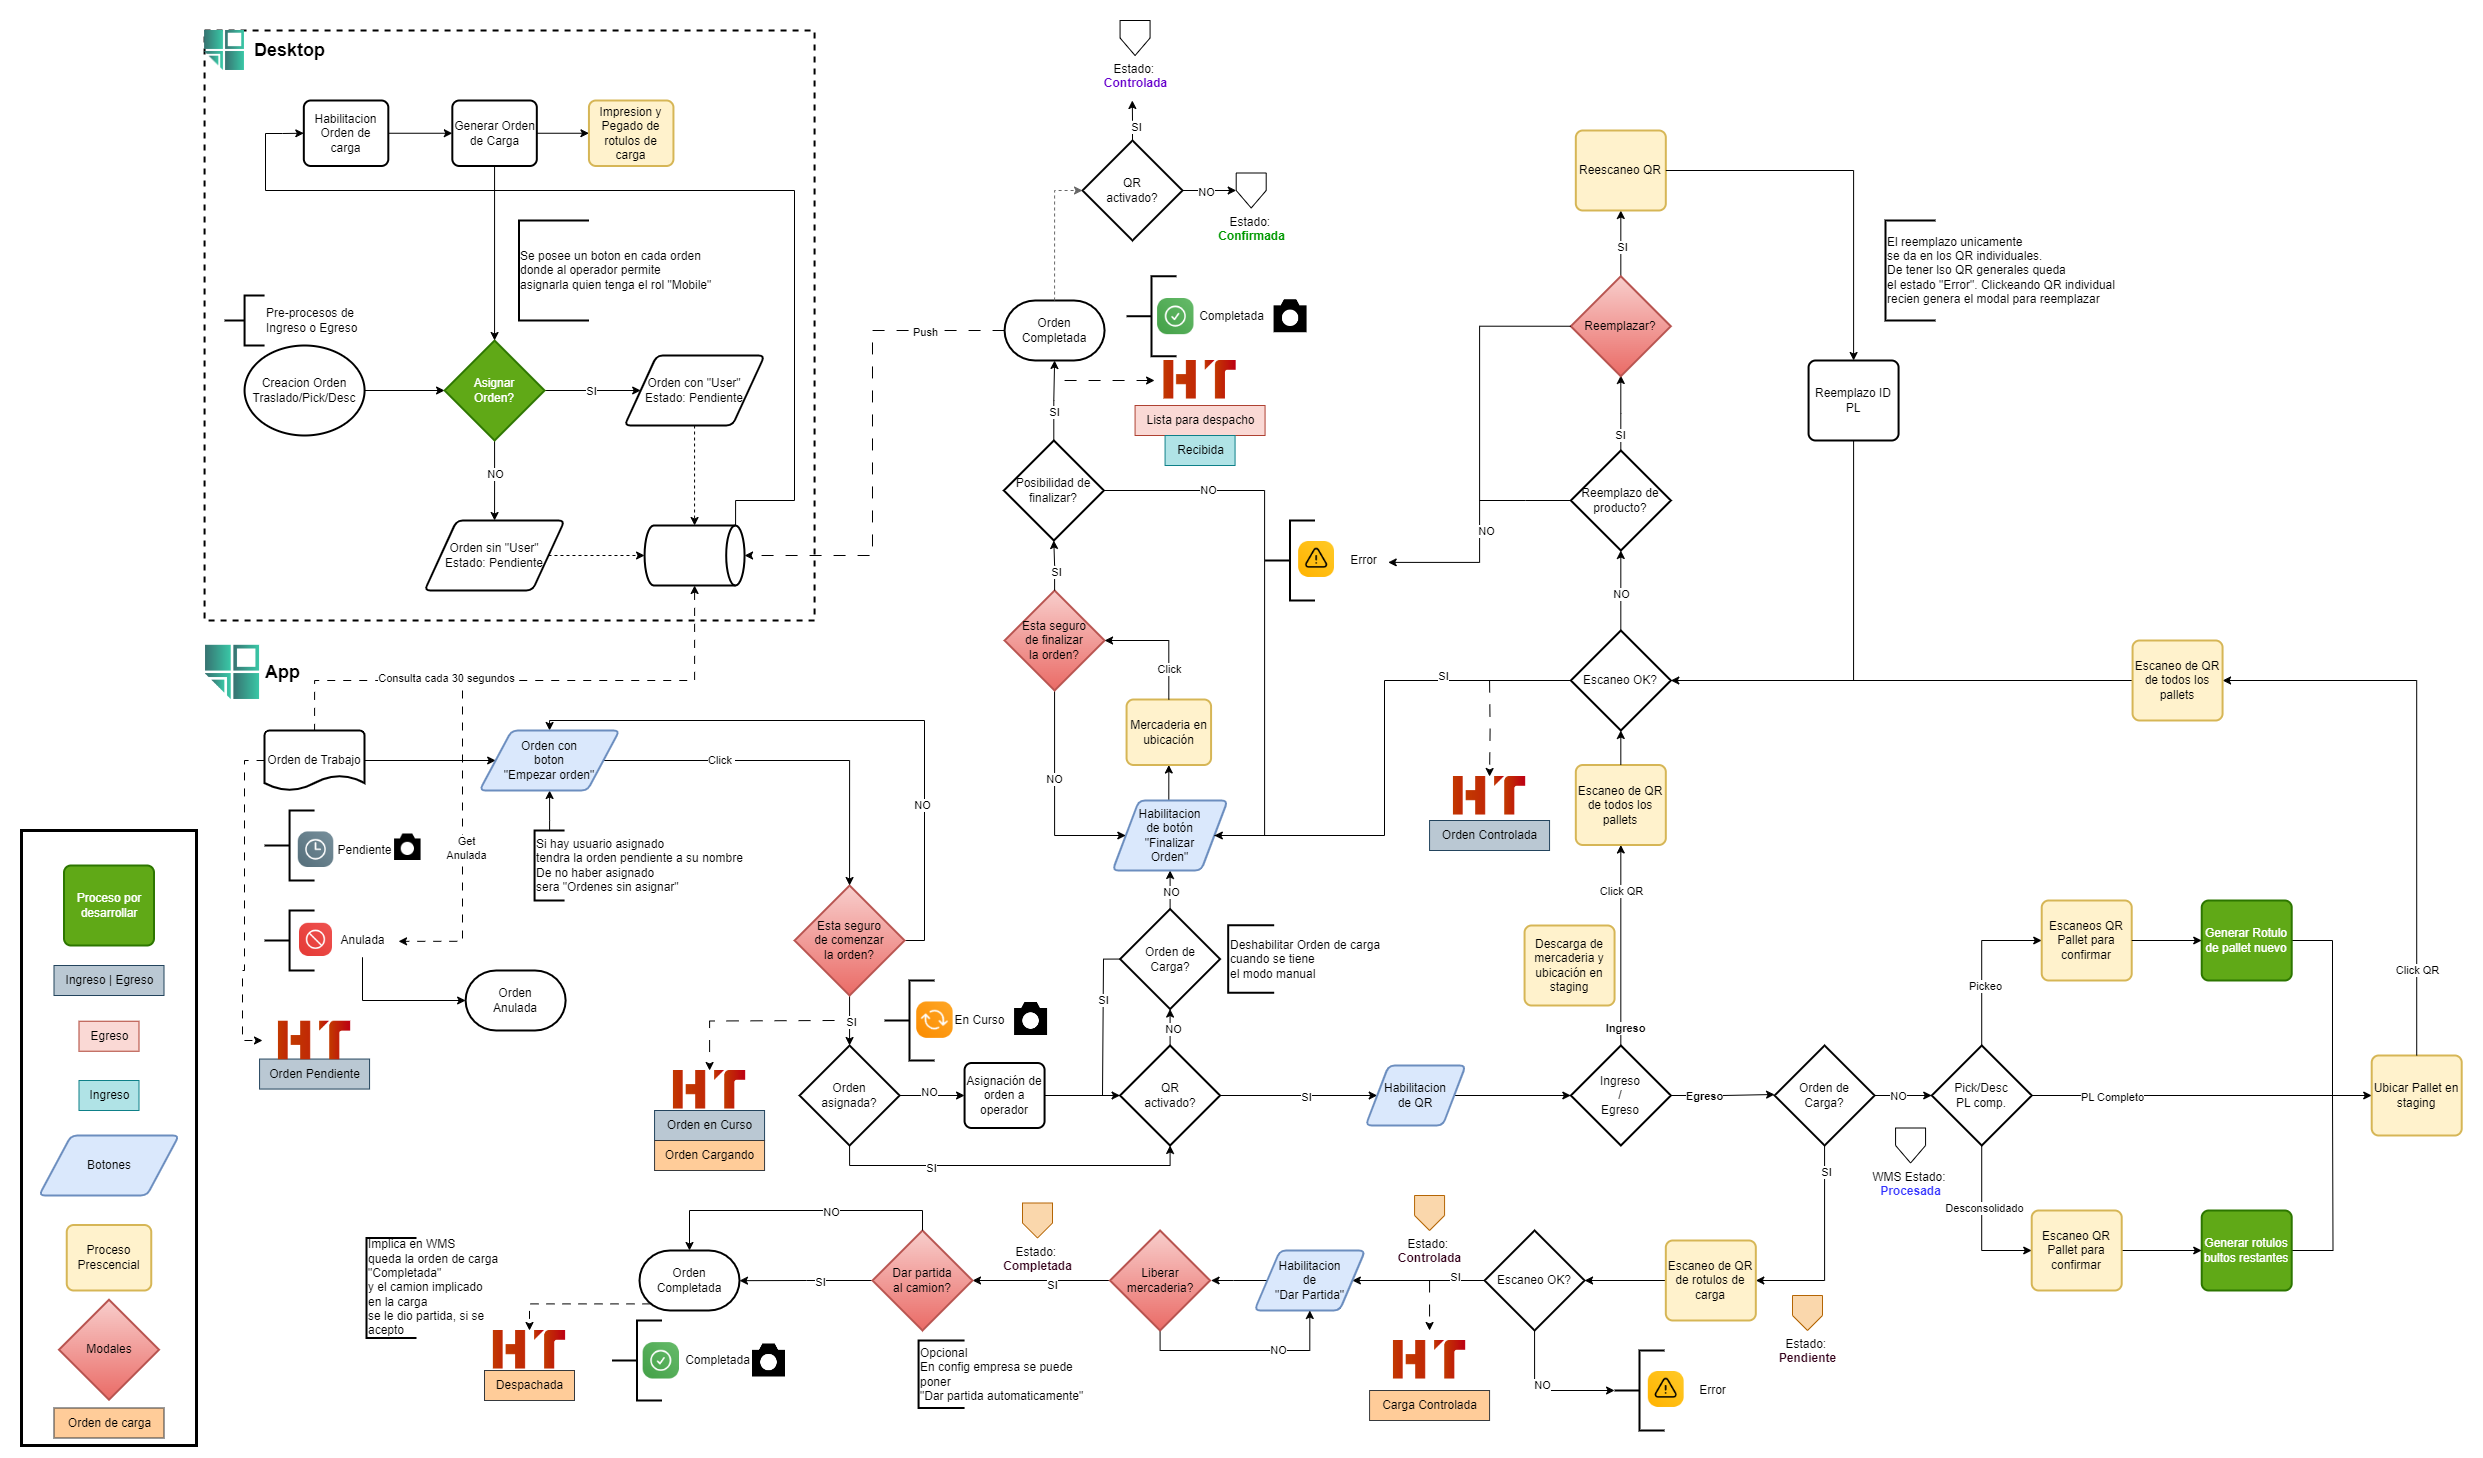 Desktop
Habilitacion
Orden de
carga
Generar Orden
de Carga
Impresion y
Pegado de
rotulos de
carga
Se posee un boton en cada orden
donde al operador permite
asignarla quien tenga el rol "Mobile"
Pre-procesos de
Ingreso o Egreso
Creacion Orden
Traslado/Pick/Desc
Asignar
Orden?
SI
Orden con "User"
Estado: Pendiente
NO
Orden sin "User"
Estado: Pendiente
Estado:
Controlada
SI
QR
activado?
NO
Estado:
Confirmada
Push
Orden
Completada
Completada
HT
Lista para despacho
Recibida
SI
Posibilidad de
finalizar?
NO
SI
Esta seguro
de finalizar
la orden?
Click
Mercaderia en
ubicación
NO
Habilitacion
de botón
"Finalizar
Orden"
Error
Reescaneo QR
SI
Reemplazar?
SI
Reemplazo de
producto?
NO
NO
Escaneo OK?
SI
El reemplazo unicamente
se da en los QR individuales.
De tener lso QR generales queda
el estado "Error". Clickeando QR individual
recien genera el modal para reemplazar
Reemplazo ID
PL
Escaneo de QR
de todos los
pallets
HT
Orden Controlada
Escaneo de QR
de todos los
pallets
Click QR
Descarga de
mercaderia y
ubicación en
staging
Ingreso
App
Consulta cada 30 segundos
Orden de Trabajo
Orden con
boton
"Empezar orden"
Click
NO
Pendiente
Get
Anulada
Si hay usuario asignado
tendra la orden pendiente a su nombre
De no haber asignado
sera "Ordenes sin asignar"
Anulada
Orden
Anulada
HT
Orden Pendiente
Esta seguro
de comenzar
la orden?
SI
En Curso
HT
Orden en Curso
Orden Cargando
Orden
asignada?
NO
Asignación de
orden a
operador
SI
QR
activado?
NO
SI
Orden de
Carga?
NO
Deshabilitar Orden de carga
cuando se tiene
el modo manual
SI
Habilitacion
de QR
Ingreso
/
Egreso
Egreso
Orden de
Carga?
NO
Pick/Desc
PL comp.
WMS Estado:
Procesada
Pickeo
Escaneos QR
Pallet para
confirmar
Generar Rotulo
de pallet nuevo
PL Completo
Click QR
Ubicar Pallet en
staging
Desconsolidado
Escaneo QR
Pallet para
confirmar
Generar rotulos
bultos restantes
SI
Escaneo de QR
de rotulos de
carga
Estado:
Pendiente
Escaneo OK?
NO
Error
SI
Estado:
Controlada
HT
Carga Controlada
Habilitacion
de
"Dar Partida"
Liberar
mercaderia?
NO
SI
Estado:
Completada
Dar partida
al camion?
Opcional
En config empresa se puede
poner
"Dar partida automaticamente"
NO
SI
Orden
Completada
Completada
HT
Despachada
Implica en WMS
queda la orden de carga
"Completada"
y el camion implicado
en la carga
se le dio partida, si se
acepto
Proceso por
desarrollar
Ingreso | Egreso
Egreso
Ingreso
Botones
Proceso
Prescencial
Modales
Orden de carga